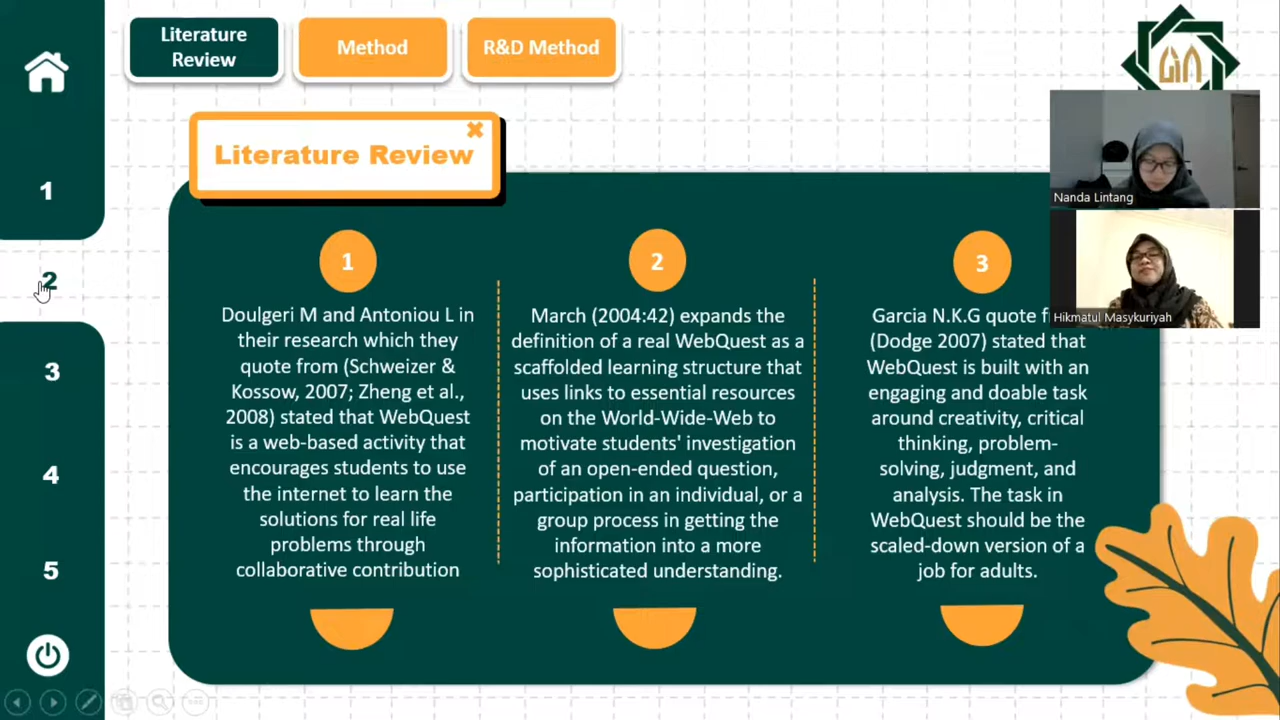 Literature
Review
Method
R&D Method
Literature Review
1
2
3
4
5
1
Doulgeri M and Antoniou L in
their research which they
quote from (Schweizer &
Kossow, 2007; Zheng et al.,
2008) stated that WebQuest
is a web-based activity that
encourages students to use
the internet to learn the
solutions for real life
problems through
collaborative contribution
2
March (2004:42) expands the
definition of a real WebQuest as a
scaffolded learning structure that
uses links to essential resources
on the World-Wide-Web to
motivate students' investigation
of an open-ended question,
participation in an individual, or a
group process in getting the
information into a more
sophisticated understanding.
3
Garcia N.K.G quote
(Dodge 2007) stated that
WebQuest is built with an
engaging and doable task
around creativity, critical
thinking, problem-
solving, judgment, and
analysis. The task in
WebQuest should be the
scaled-down version of a
job for adults.
Nanda Lintang
Hikmatul Masykuriyah